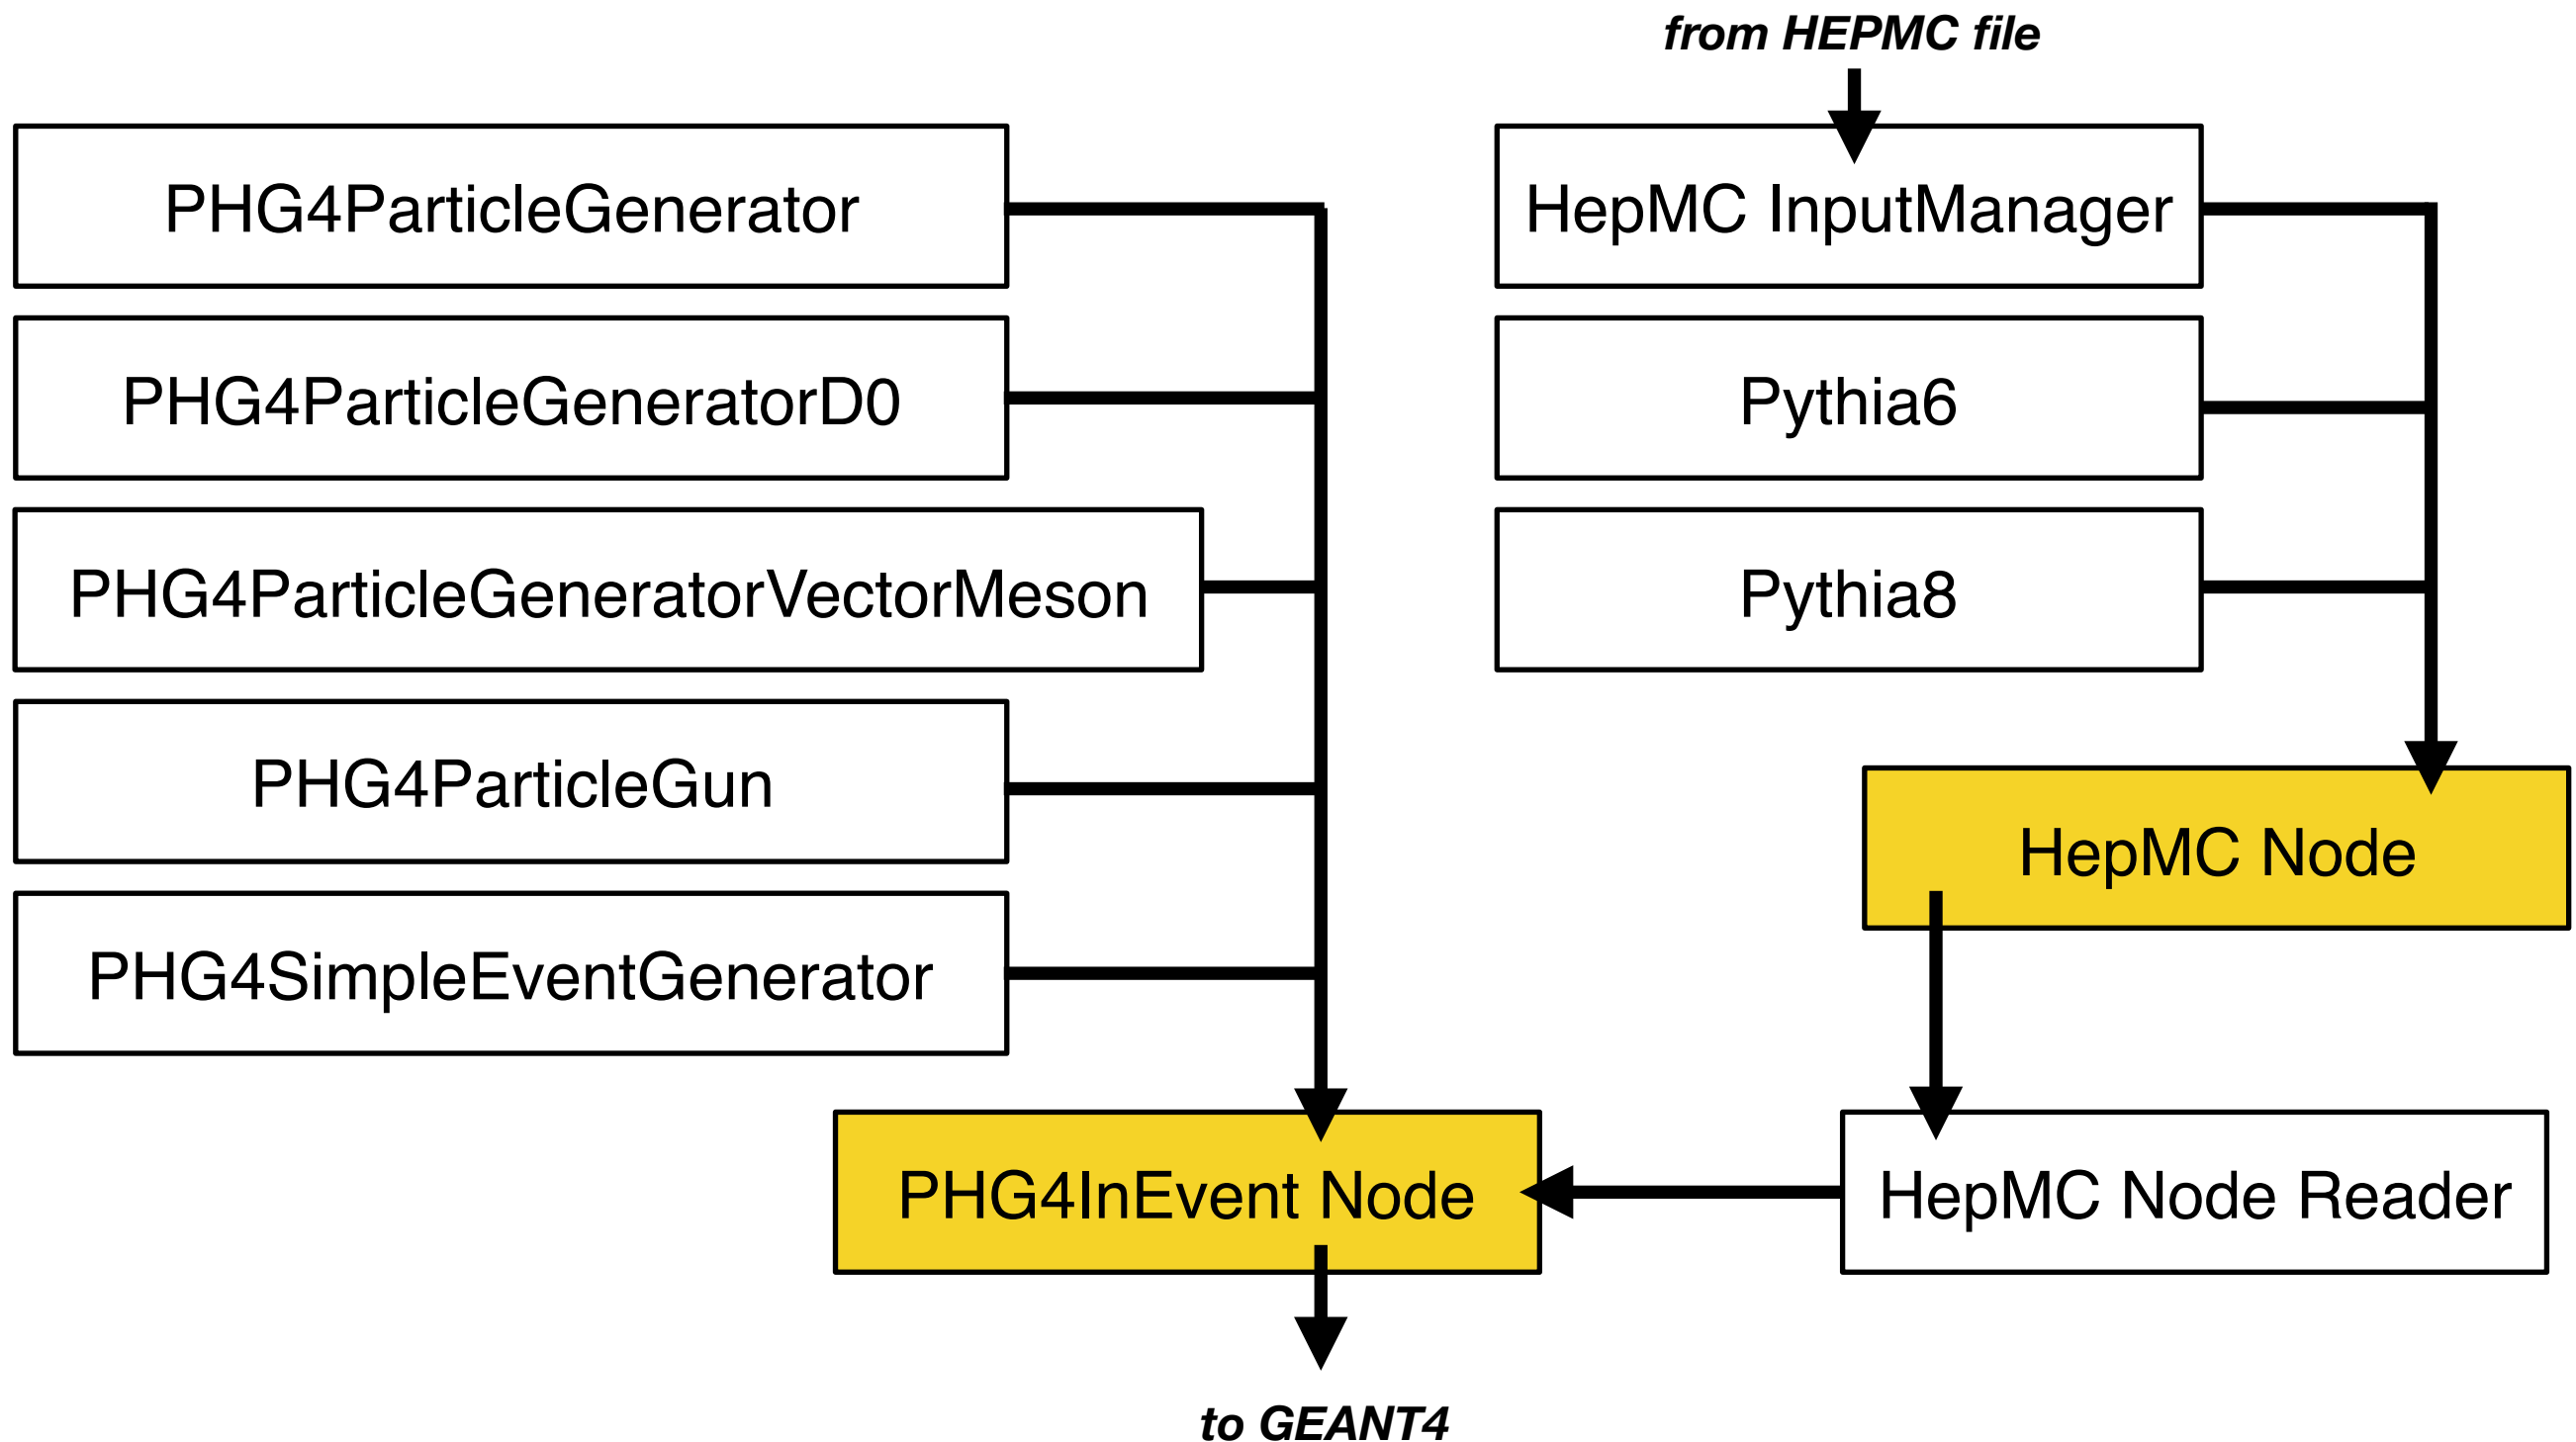 from HEPMC file
PHG4ParticleGenerator
PHG4ParticleGeneratorD0
PHG4ParticleGeneratorVectorMeson
PHG4ParticleGun
PHG4SimpleEventGenerator
HepMC InputManager
Pythia6
Pythia8
HepMC Node
HepMC Node Reader
PHG4InEvent Node
to GEANT4